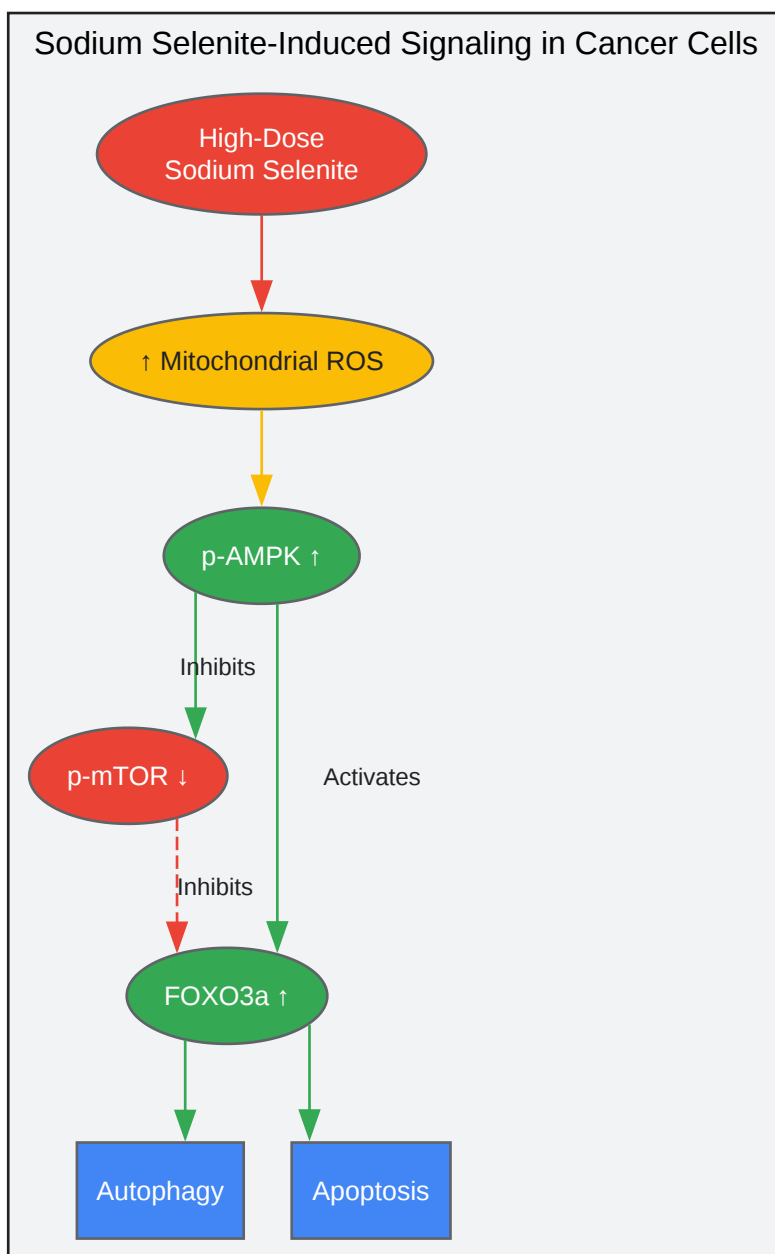 Sodium Selenite-Induced Signaling in Cancer Cells
High-Dose
Sodium Selenite
↑ Mitochondrial ROS
p-AMPK ↑
Inhibits
p-mTOR ↓
Activates
Inhibits
FOXO3a ↑
Autophagy
Apoptosis